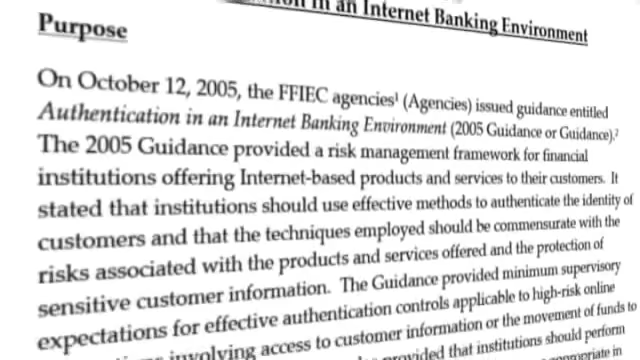 in an Internet Banking Environment
Purpose
On October 12, 2005, the FFIEC agencies¹ (Agencies) issued guidance entitled
Authentication in an Internet Banking Environment (2005 Guidance or Guidance).²
The 2005 Guidance provided a risk management framework for financial
institutions offering Internet-based products and services to their customers. It
stated that institutions should use effective methods to authenticate the identity of
customers and that the techniques employed should be commensurate with the
risks associated with the products and services offered and the protection of
sensitive customer information. The Guidance provided minimum supervisory
expectations for effective authentication controls applicable to high-risk online
involving access to customer information or the movement of funds to
provided that institutions should perform
appropriate in